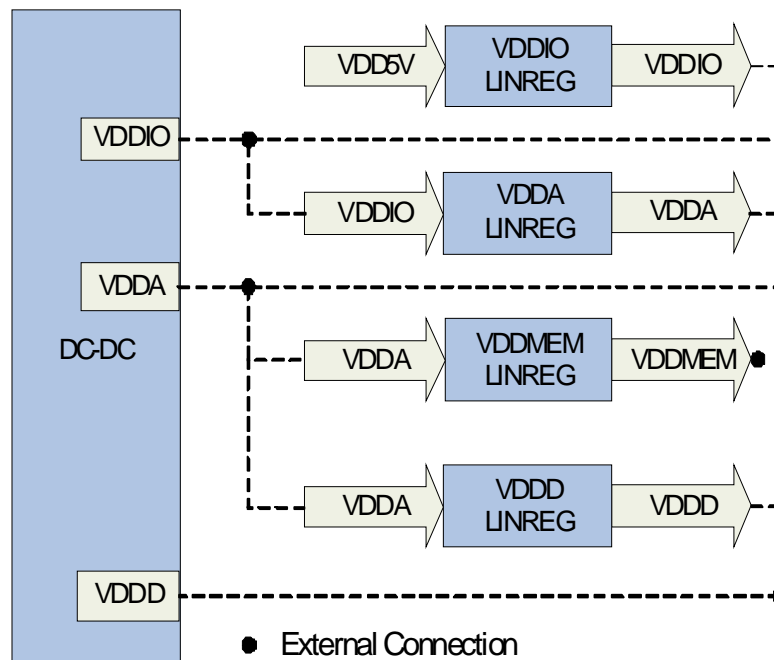 VDD5V
VDDIO
LINREG
VDDIO
VDDIO
VDDIO
VDDA
LINREG
VDDA
VDDA
DC-DC
VDDA
VDDMEM
LINREG
VDDMEM
VDDA
VDDD
LINREG
VDDD
VDDD
External Connection